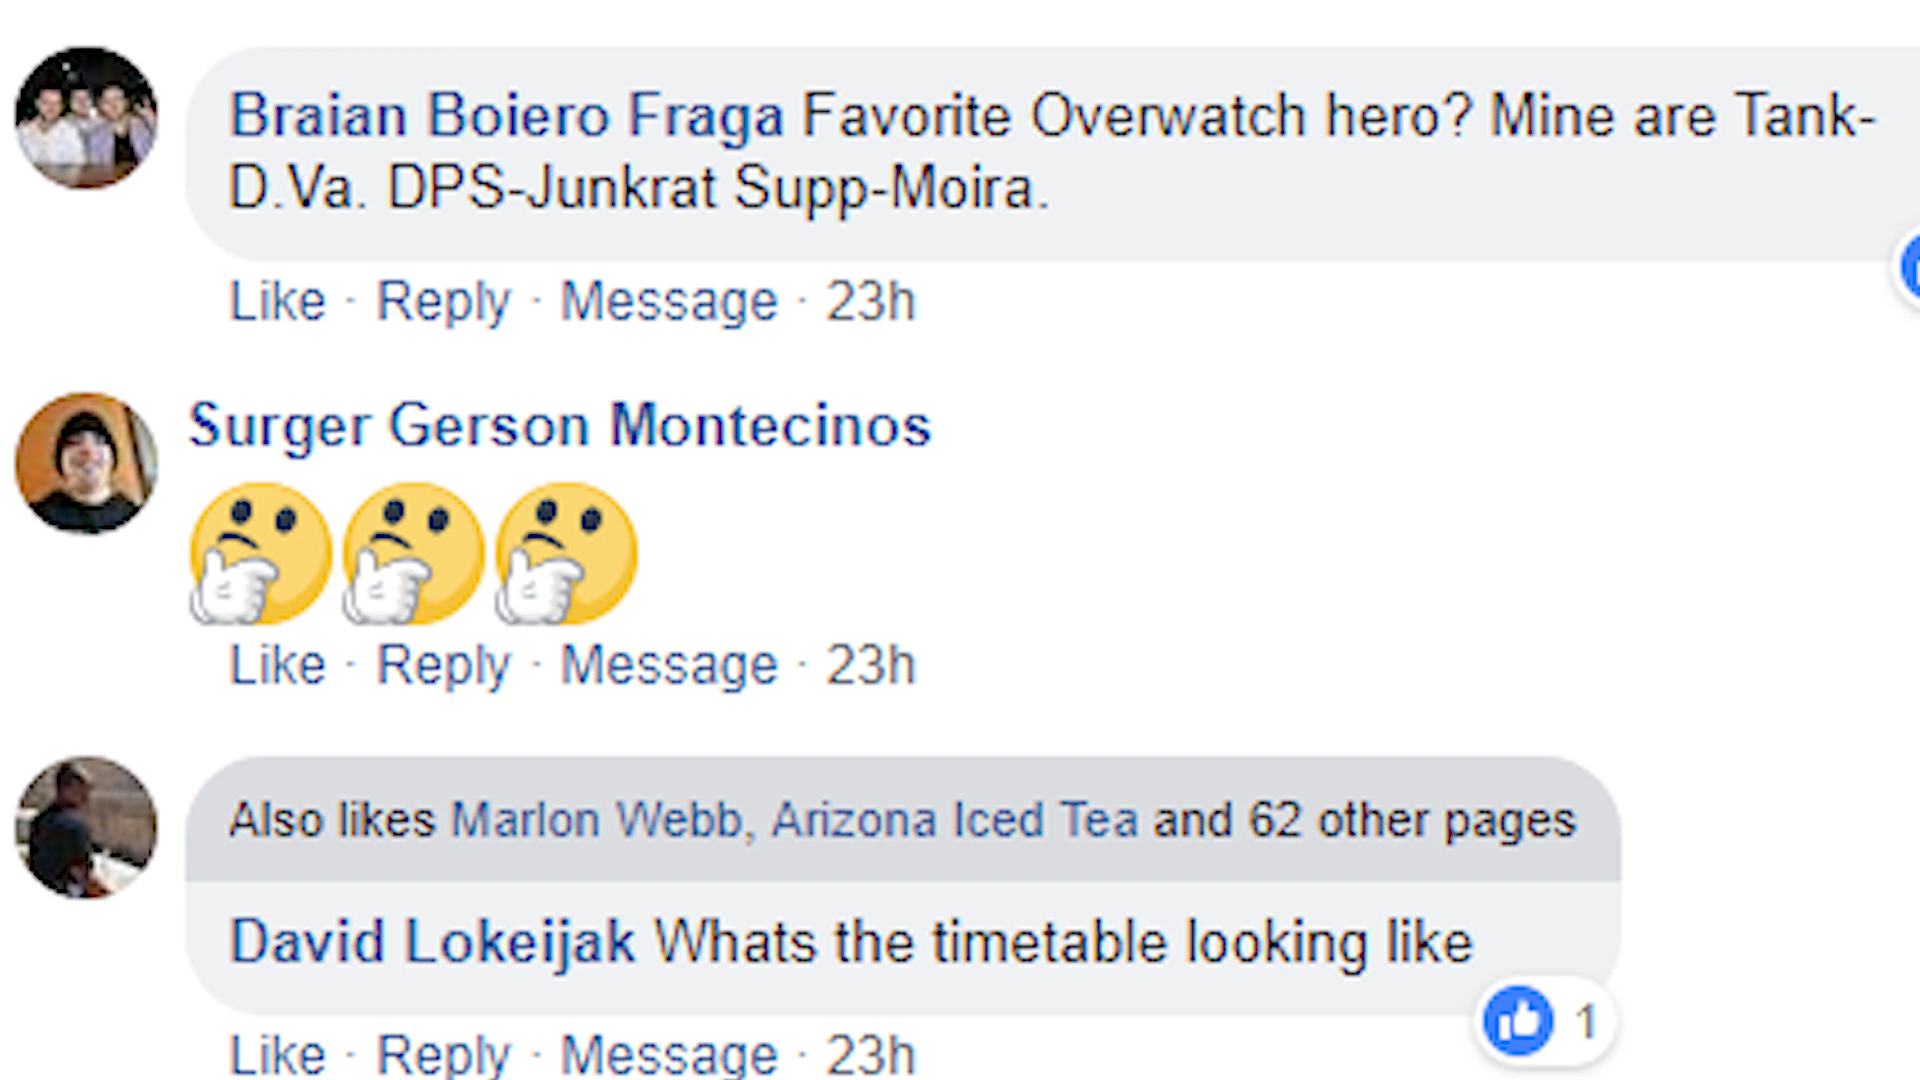 Braian Boiero Fraga Favorite Overwatch hero? Mine are Tank-
D.Va. DPS-Junkrat Supp-Moira.
Like · Reply · Message · 23h
Surger Gerson Montecinos
🤔🤔🤔
Like · Reply · Message · 23h
Also likes Marlon Webb, Arizona Iced Tea and 62 other pages
David Lokeijak Whats the timetable looking like
1
Like · Reply · Message · 23h